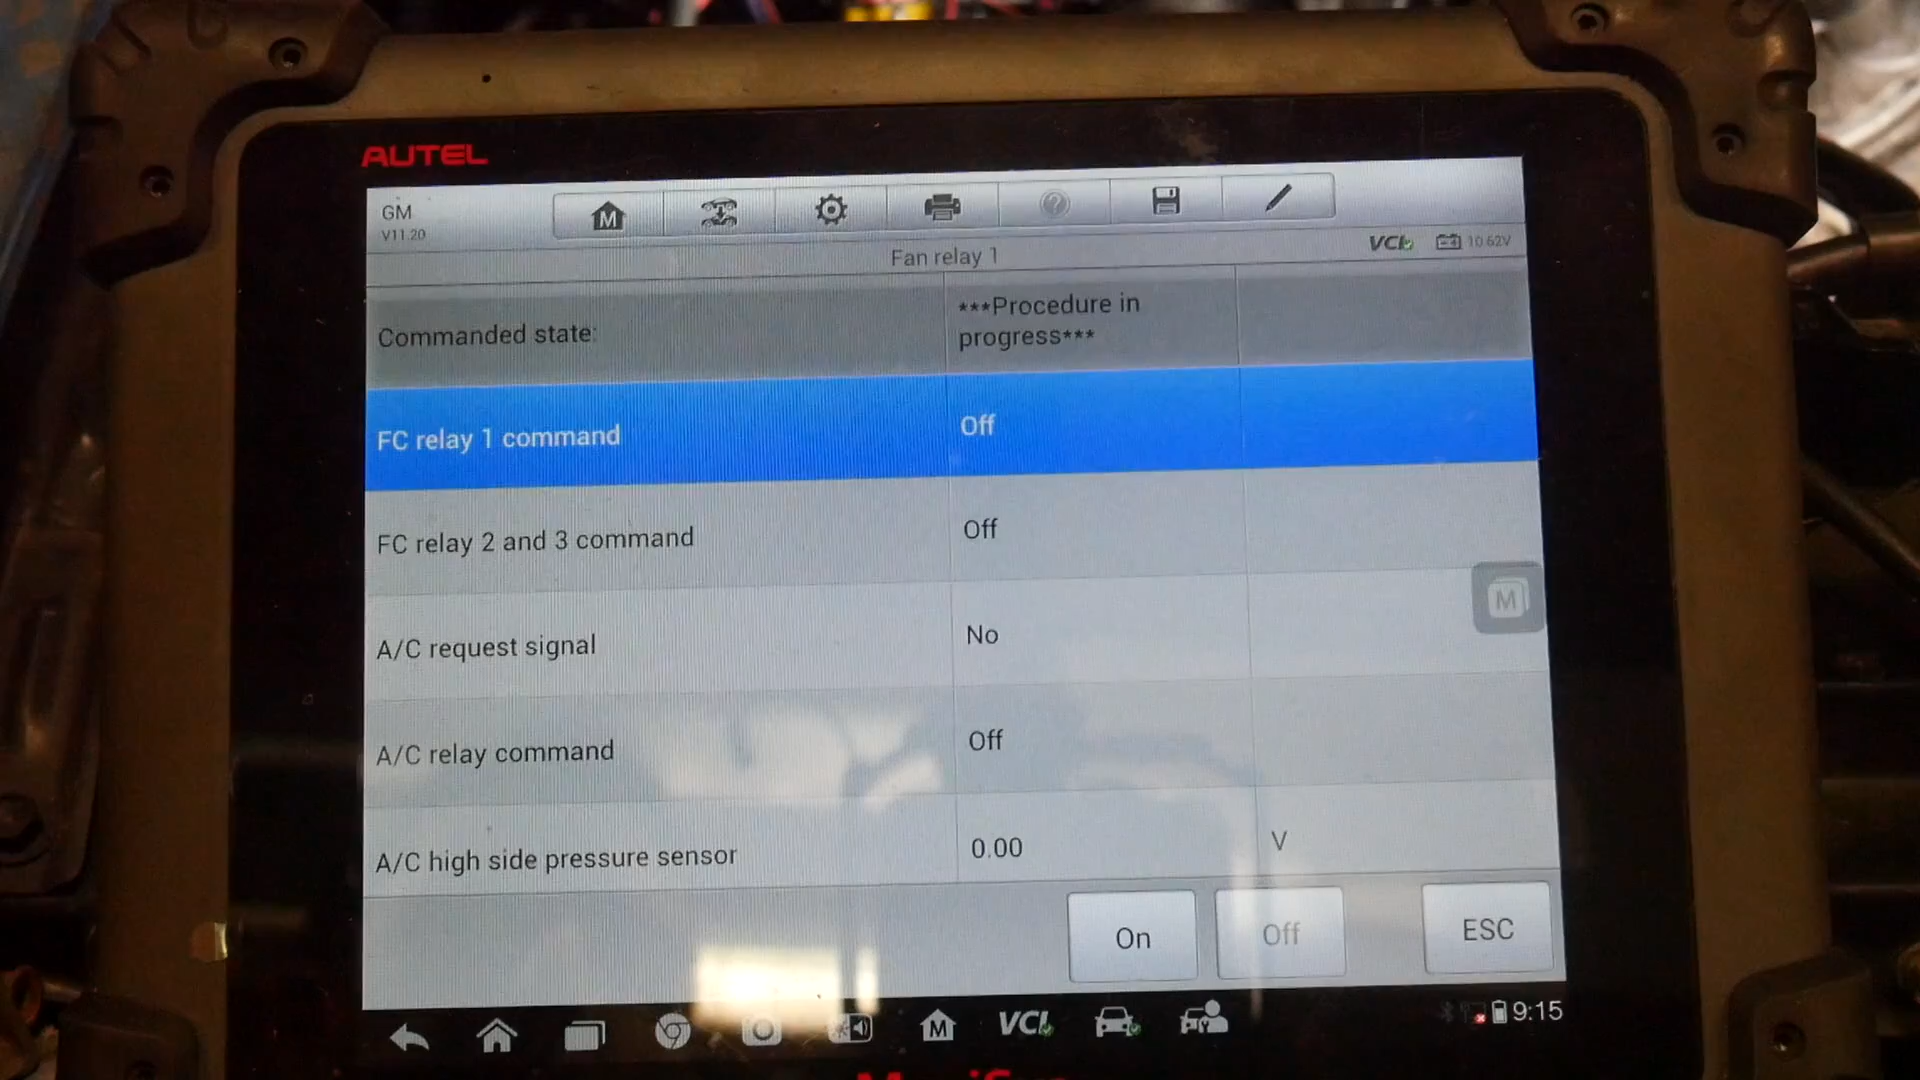 AUTEL
GM
V11.20
M
VCI
10.62V
Fan relay 1
Commanded state:
***Procedure in
progress***
FC relay 1 command
Off
FC relay 2 and 3 command
Off
A/C request signal
No
M
A/C relay command
Off
A/C high side pressure sensor
0.00
V
On
Off
ESC
M
VCI
9:15